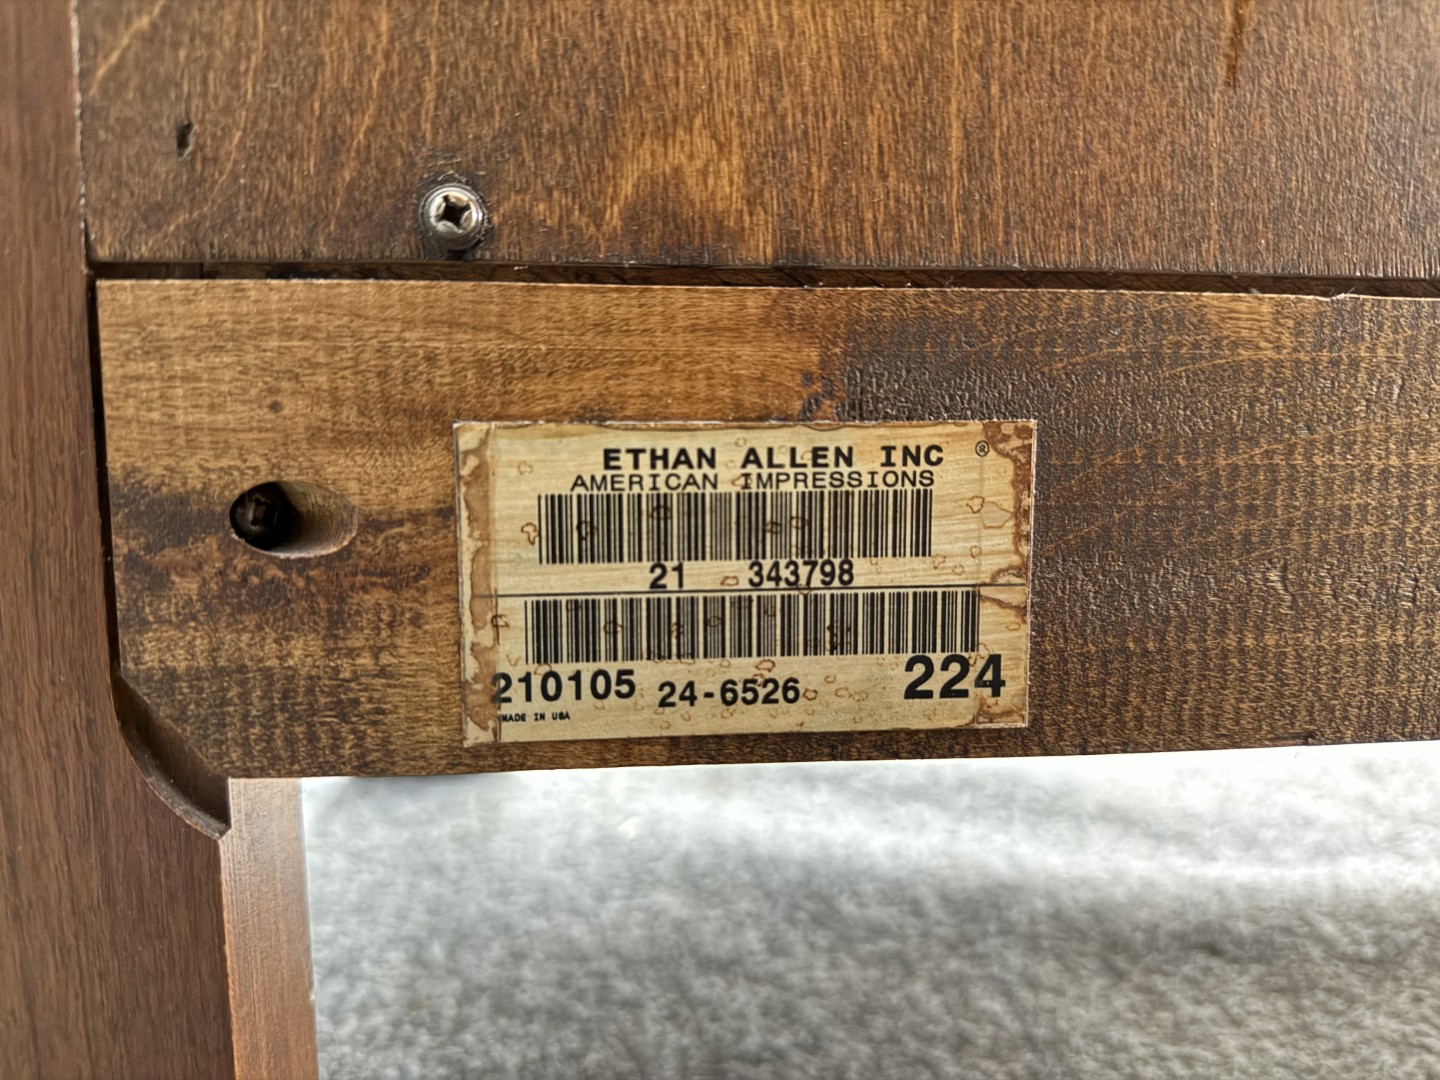 ETHAN ALLEN INC ®
AMERICAN IMPRESSIONS
21 343798
210105 24-6526 224
MADE IN USA